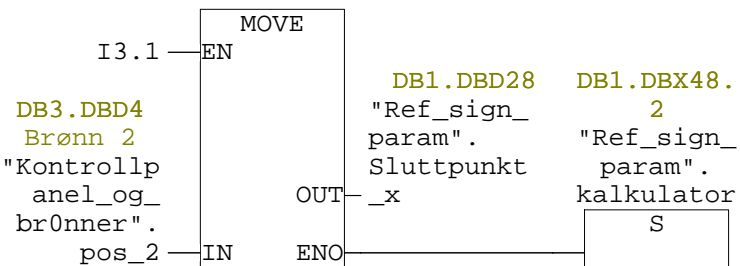 MOVE
I3.1
EN
DB3.DBD4
Brønn 2
"Kontrollp
anel_og_
br0nner".
pos_2
IN
DB1.DBD28
"Ref_sign_
param".
Sluttpunkt
_x
OUT
ENO
DB1.DBX48.
2
"Ref_sign_
param".
kalkulator
S